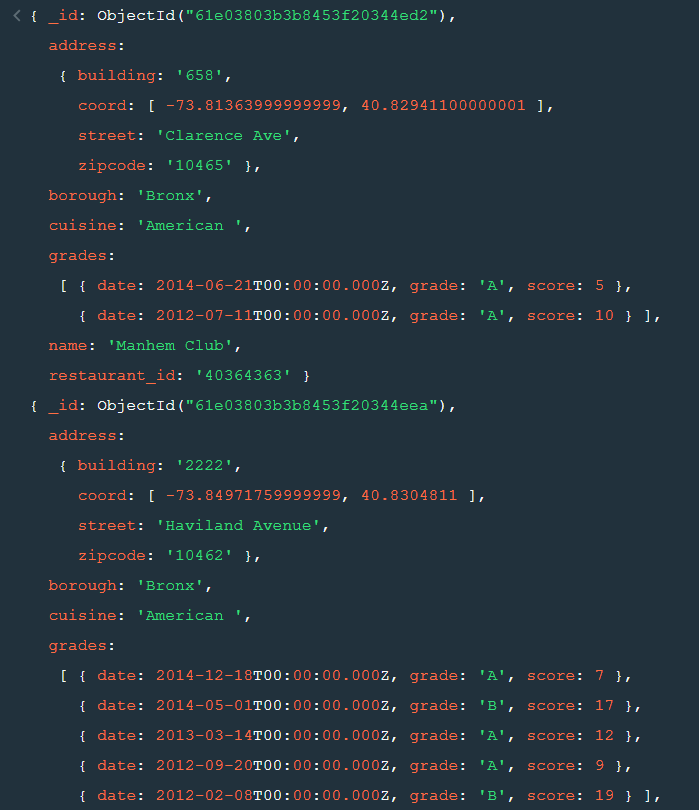 { _id: ObjectId("61e03803b3b8453f20344ed2"),
address:
{ building: '658',
coord: [ -73.81363999999999, 40.82941100000001 ],
street: 'Clarence Ave',
zipcode: '10465' },
borough: 'Bronx',
cuisine: 'American ',
grades:
[ { date: 2014-06-21T00:00:00.000Z, grade: 'A', score: 5 },
{ date: 2012-07-11T00:00:00.000Z, grade: 'A', score: 10 } ],
name: 'Manhem Club',
restaurant_id: '40364363' }
{ _id: ObjectId("61e03803b3b8453f20344eea"),
address:
{ building: '2222',
coord: [ -73.84971759999999, 40.8304811 ],
street: 'Haviland Avenue',
zipcode: '10462' },
borough: 'Bronx',
cuisine: 'American ',
grades:
[ { date: 2014-12-18T00:00:00.000Z, grade: 'A', score: 7 },
{ date: 2014-05-01T00:00:00.000Z, grade: 'B', score: 17 },
{ date: 2013-03-14T00:00:00.000Z, grade: 'A', score: 12 },
{ date: 2012-09-20T00:00:00.000Z, grade: 'A', score: 9 },
{ date: 2012-02-08T00:00:00.000Z, grade: 'B', score: 19 } ],